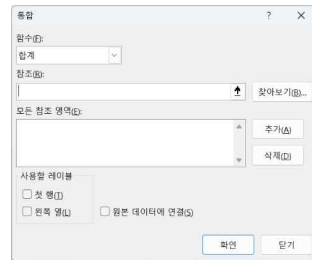 통합 ? ×
함수(F):
합계
참조(R):
찾아보기(B)...
모든 참조 영역(E):
추가(A)
삭제(D)
사용할 레이블
첫 행(T)
왼쪽 열(L) 원본 데이터에 연결(S)
확인 닫기